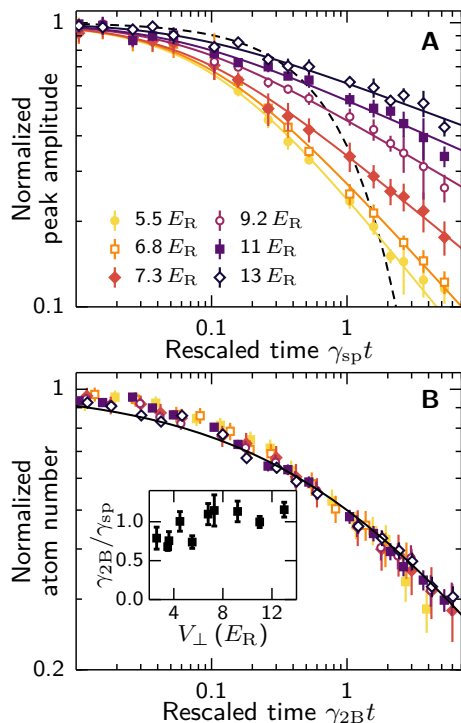 A
1
0.1
Normalized
peak amplitude
5.5 E_R
9.2 E_R
6.8 E_R
11 E_R
7.3 E_R
13 E_R
0.1
1
Rescaled time γ_sp t
B
1
0.2
Normalized
atom number
γ_2B/γ_sp
1.0
0.5
0.0
4
8
12
V_⊥ (E_R)
0.1
1
Rescaled time γ_2B t